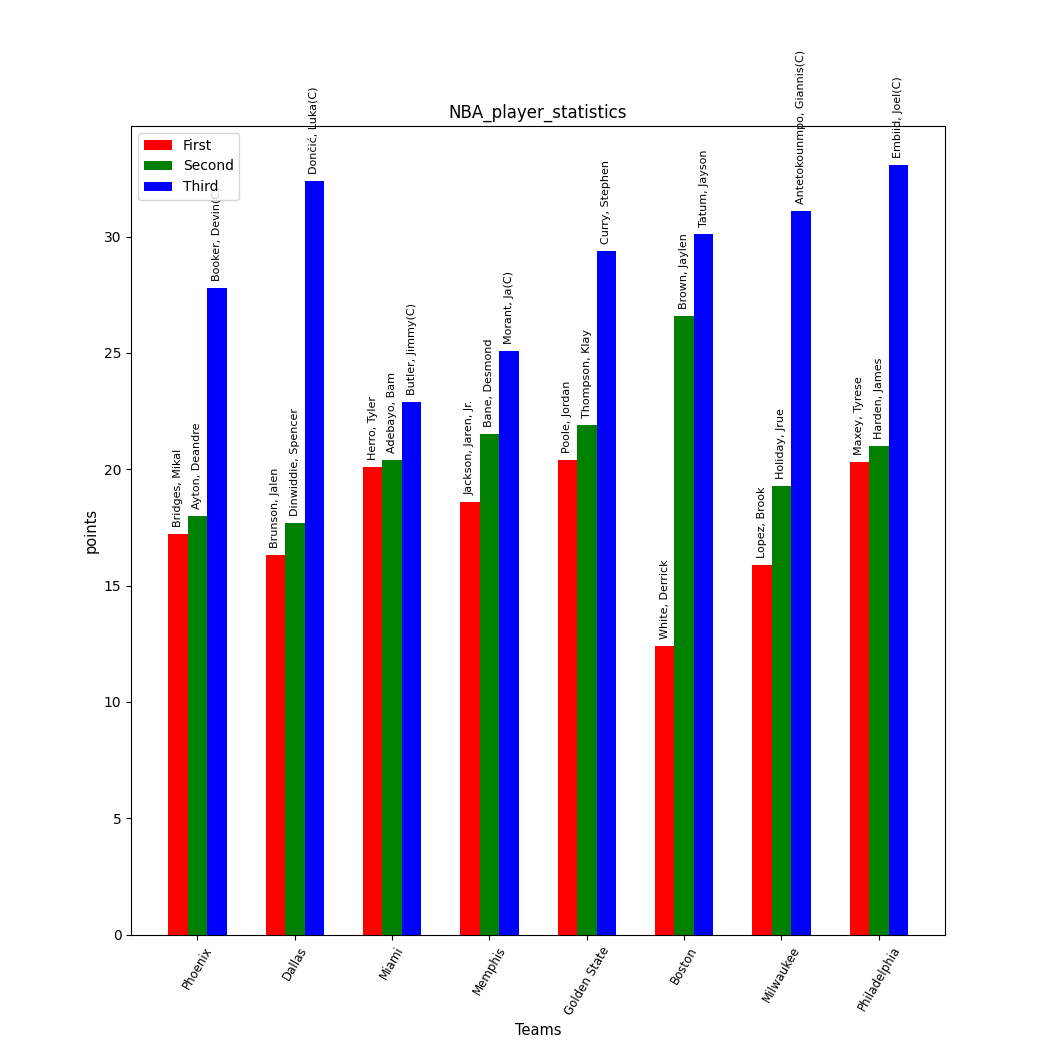 NBA_player_statistics
First
Second
Third
points
30
25
20
15
10
5
0
Bridges, Mikal
Ayton, Deandre
Booker, Devin(
Brunson, Jalen
Dinwiddie, Spencer
Dončić, Luka(C)
Herro, Tyler
Adebayo, Bam
Butler, Jimmy(C)
Jackson, Jaren, Jr.
Bane, Desmond
Morant, Ja(C)
Poole, Jordan
Thompson, Klay
Curry, Stephen
White, Derrick
Brown, Jaylen
Tatum, Jayson
Lopez, Brook
Holiday, Jrue
Antetokounmpo, Giannis(C)
Maxey, Tyrese
Harden, James
Embiid, Joel(C)
Phoenix
Dallas
Miami
Memphis
Golden State
Boston
Milwaukee
Philadelphia
Teams